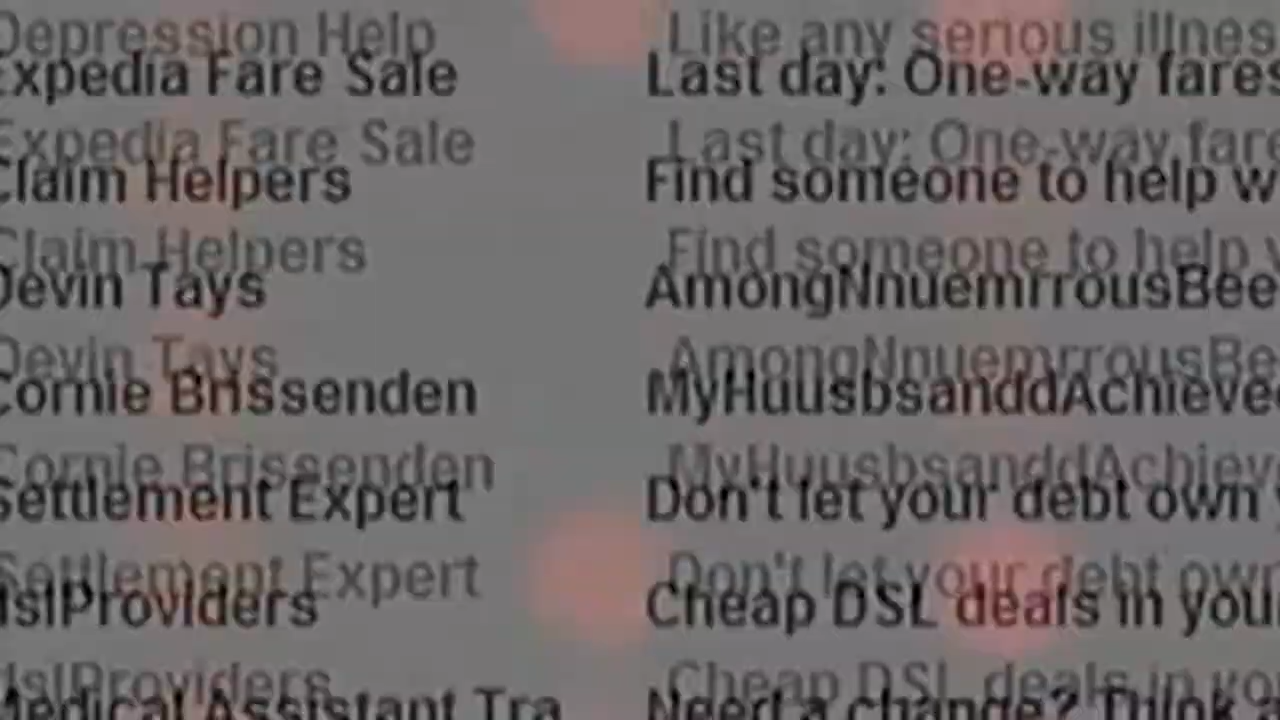 Depression Help Like any serious illnes
Expedia Fare Sale Last day: One-way fares
Expedia Fare Sale Last day: One-way fare
Claim Helpers Find someone to help w
Claim Helpers Find someone to help
Devin Tays AmongNnuemrrousBee
Devin Tays AmongNnuemrrousBe
Cornie Brissenden MyHuusbsanddAchieve
Cornie Brissenden MyHuusbsanddAchiev
Settlement Expert Don't let your debt own
Settlement Expert Don't let your debt own
dslProviders Cheap DSL deals in you
dslProviders Cheap DSL deals in yo
Medical Assistant Tra Need a change? Think a